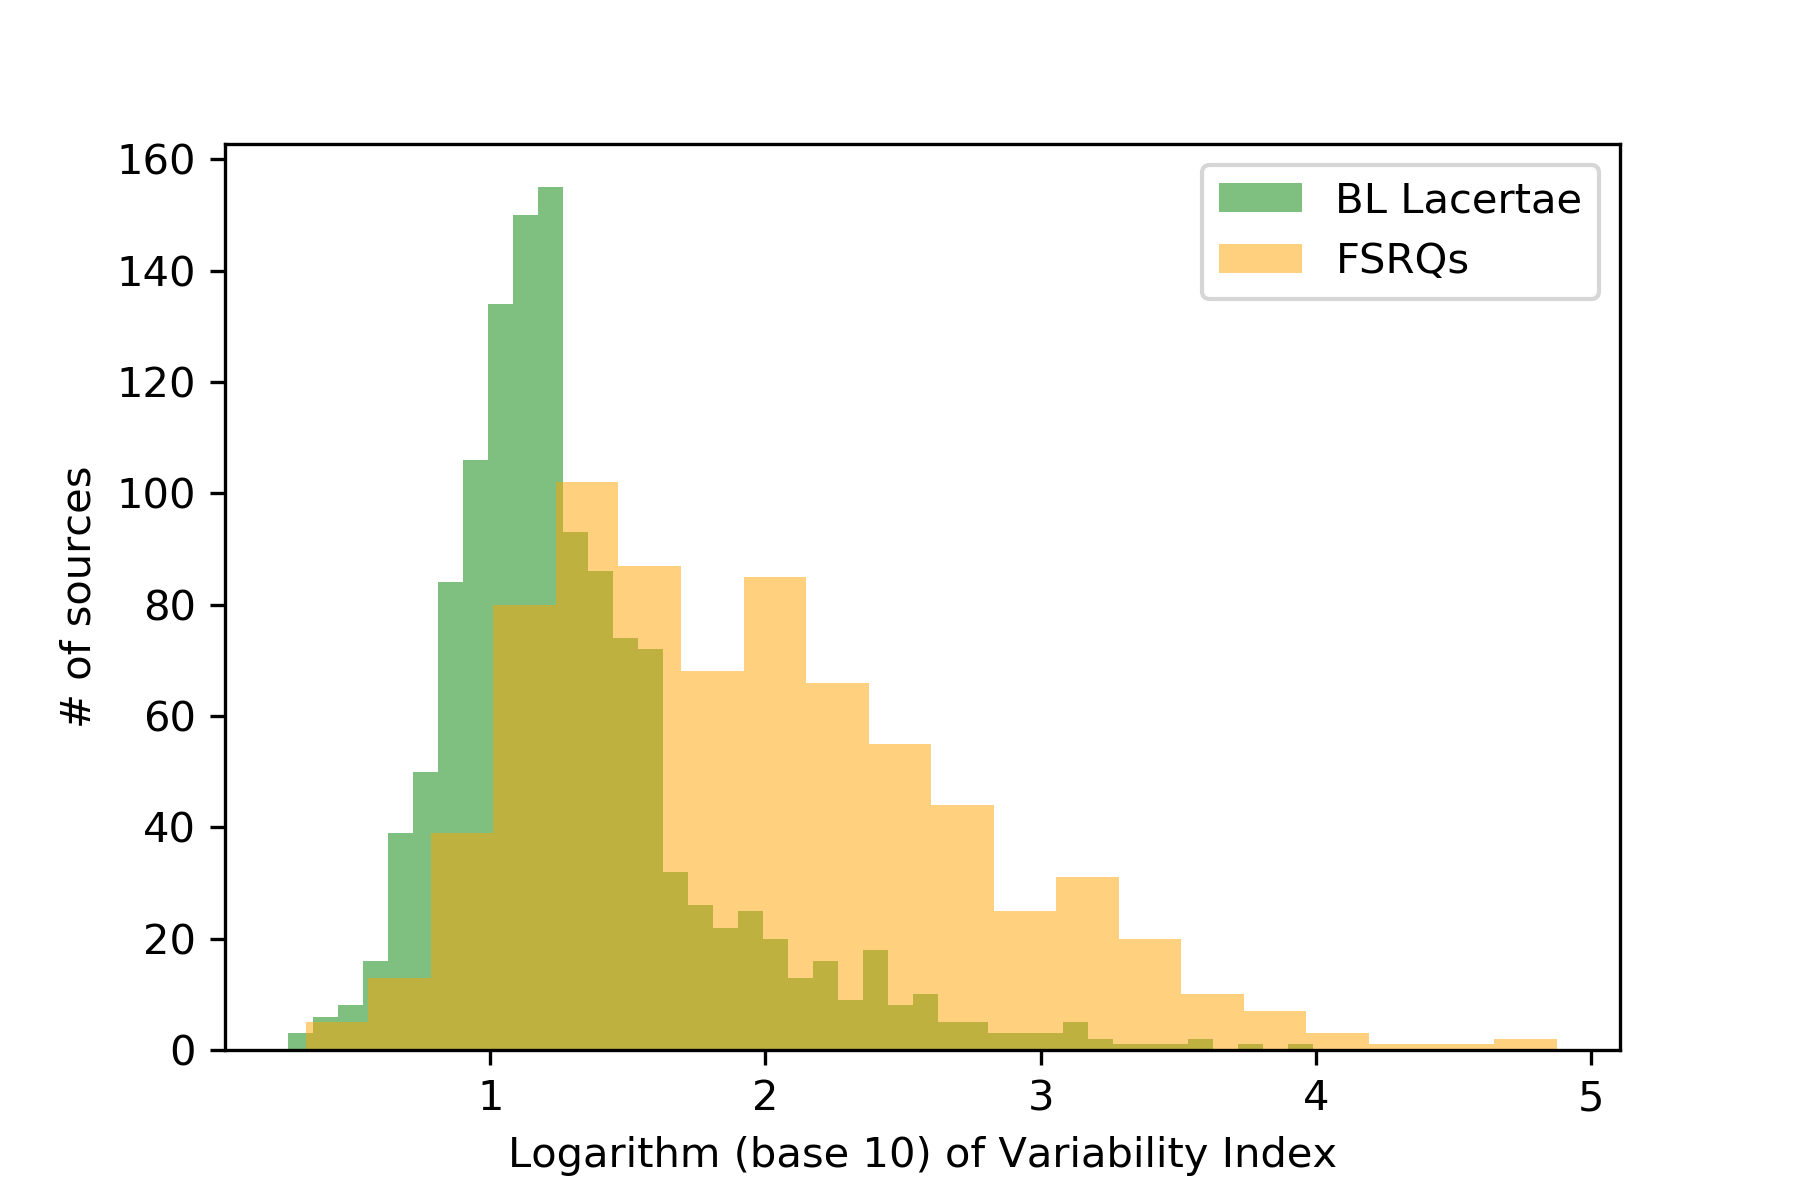 160
140
120
100
80
60
40
20
0
# of sources
BL Lacertae
FSRQs
1 2 3 4 5
Logarithm (base 10) of Variability Index